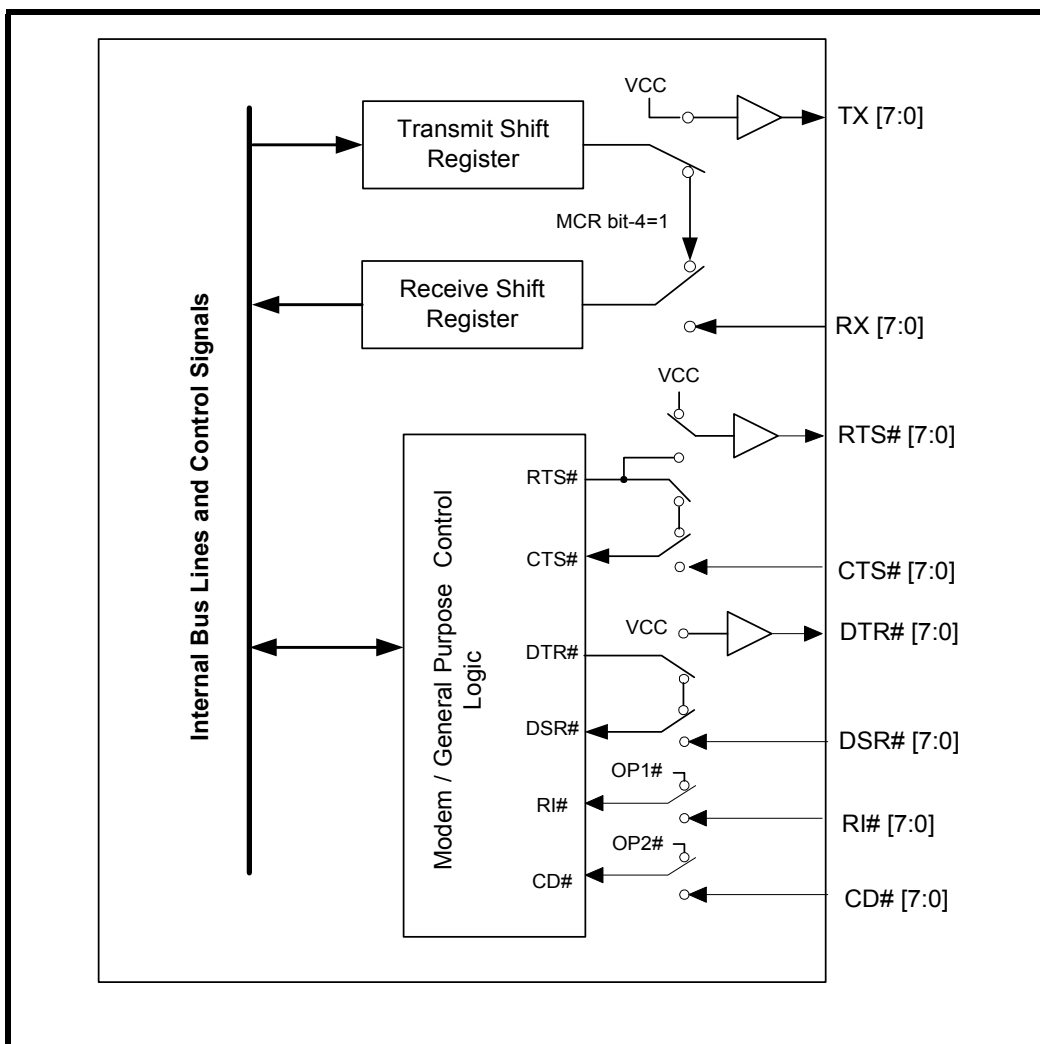 VCC
TX [7:0]
Transmit Shift
Register
MCR bit-4=1
Receive Shift
Register
RX [7:0]
Internal Bus Lines and Control Signals
VCC
RTS# [7:0]
RTS#
CTS#
CTS# [7:0]
Modem / General Purpose Control
Logic
VCC
DTR# [7:0]
DTR#
DSR#
DSR# [7:0]
OP1#
RI#
RI# [7:0]
OP2#
CD#
CD# [7:0]